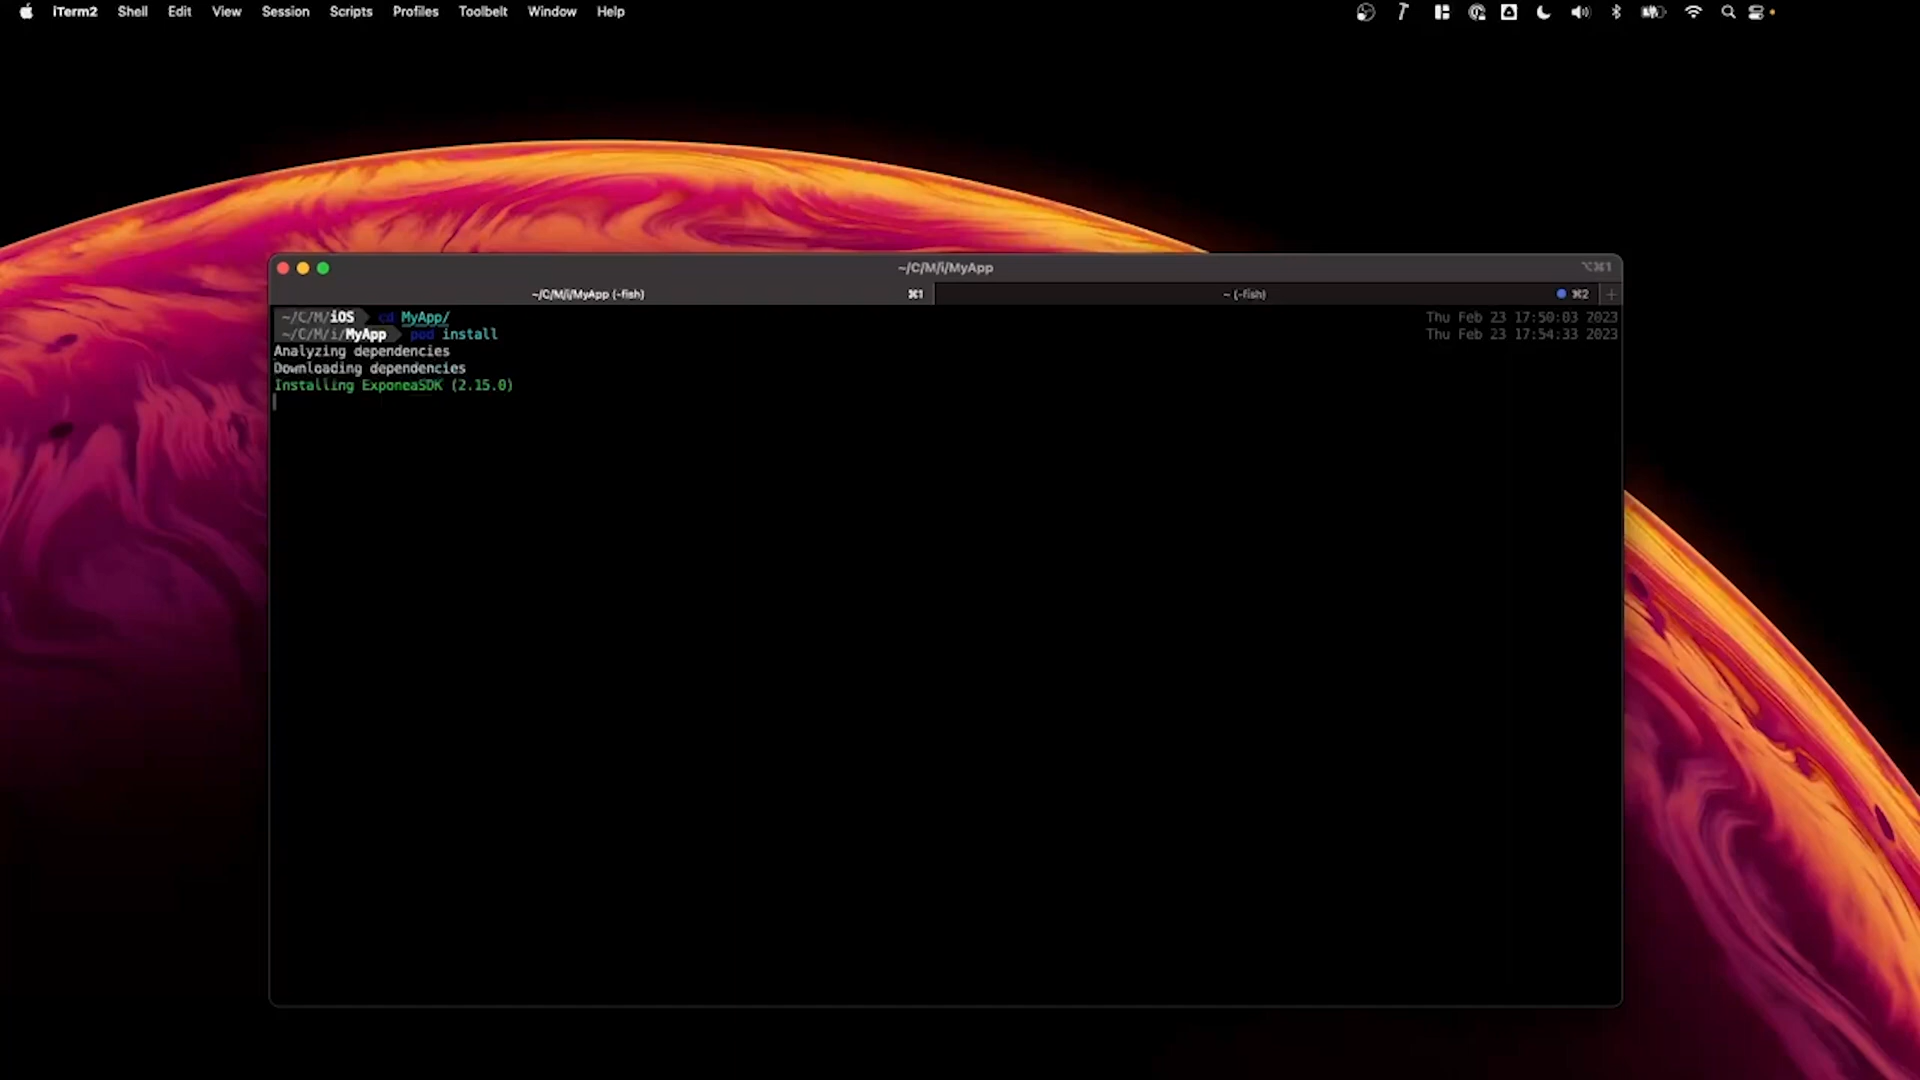 iTerm2 Shell Edit View Session Scripts Profiles Toolbelt Window Help
~/C/M/i/MyApp ⌥⌘1
~/C/M/i/MyApp (-fish) ⌘1 ~ (-fish) ⌘2 +
~/C/M/iOS cd MyApp/ Thu Feb 23 17:50:03 2023
~/C/M/i/MyApp pod install Thu Feb 23 17:54:33 2023
Analyzing dependencies
Downloading dependencies
Installing ExponeaSDK (2.15.0)